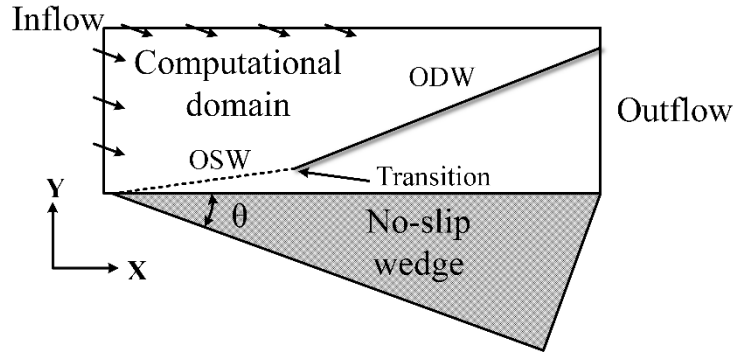 Inflow
Computational
domain
ODW
Outflow
OSW
Transition
Y
θ
No-slip
wedge
X